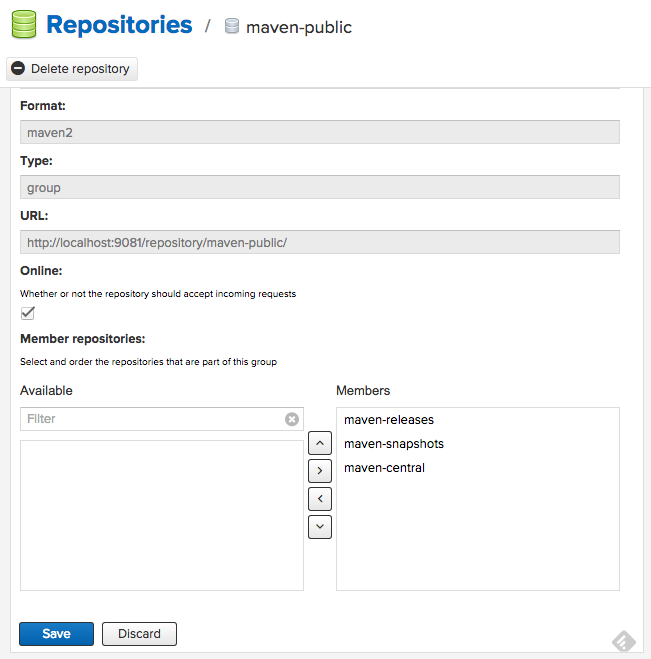 Repositories / maven-public
Delete repository
Format:
maven2
Type:
group
URL:
http://localhost:9081/repository/maven-public/
Online:
Whether or not the repository should accept incoming requests
Member repositories:
Select and order the repositories that are part of this group
Available
Filter
Members
maven-releases
maven-snapshots
maven-central
Save
Discard